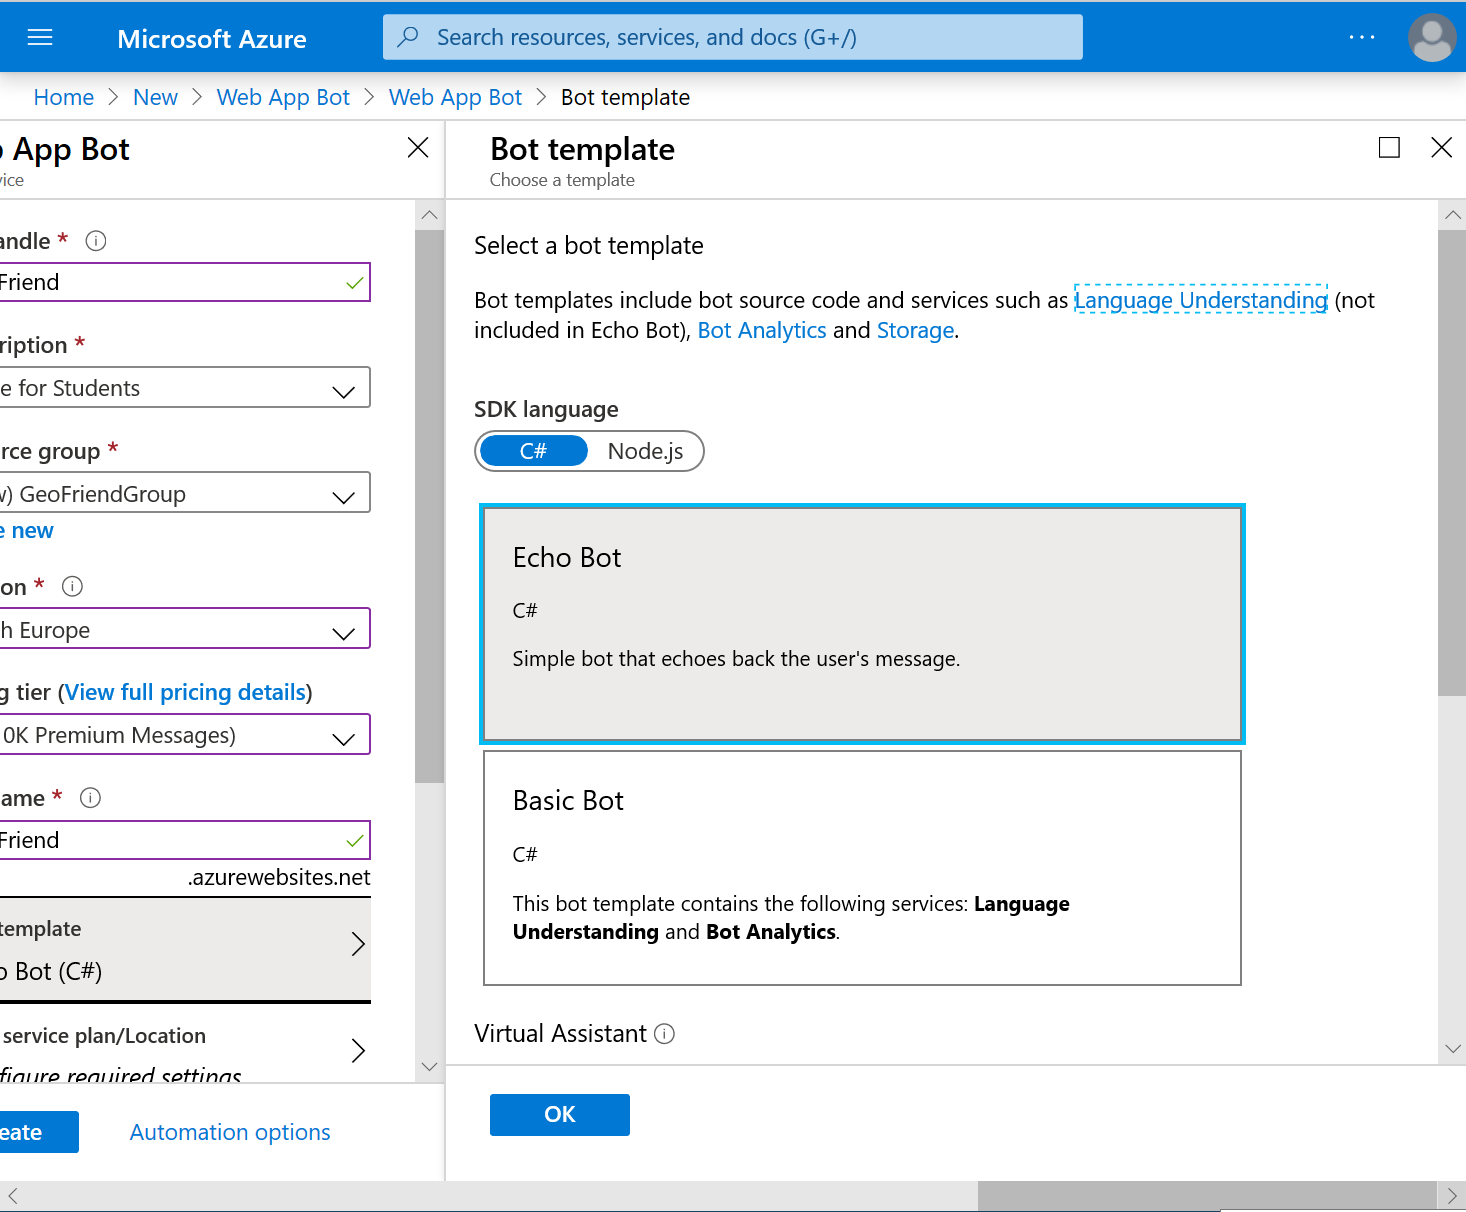 Microsoft Azure
Search resources, services, and docs (G+/)
Home > New > Web App Bot > Web App Bot > Bot template
App Bot
vice
andle *
Friend
ription *
e for Students
rce group *
w) GeoFriendGroup
e new
on *
h Europe
g tier (View full pricing details)
0K Premium Messages)
ame *
Friend
.azurewebsites.net
template
o Bot (C#)
service plan/Location
figure required settings
eate
Automation options
Bot template
Choose a template
Select a bot template
Bot templates include bot source code and services such as Language Understanding (not
included in Echo Bot), Bot Analytics and Storage.
SDK language
C# Node.js
Echo Bot
C#
Simple bot that echoes back the user's message.
Basic Bot
C#
This bot template contains the following services: Language
Understanding and Bot Analytics.
Virtual Assistant
OK